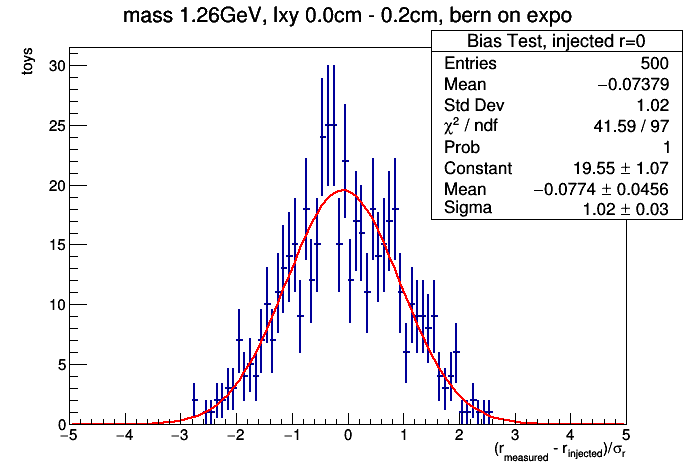 mass 1.26GeV, lxy 0.0cm - 0.2cm, bern on expo
Bias Test, injected r=0
Entries 500
Mean −0.07379
Std Dev 1.02
χ² / ndf 41.59 / 97
Prob 1
Constant 19.55 ± 1.07
Mean −0.0774 ± 0.0456
Sigma 1.02 ± 0.03
toys
30
25
20
15
10
5
0
−5 −4 −3 −2 −1 0 1 2 3 4 5
(r_measured - r_injected)/σ_r